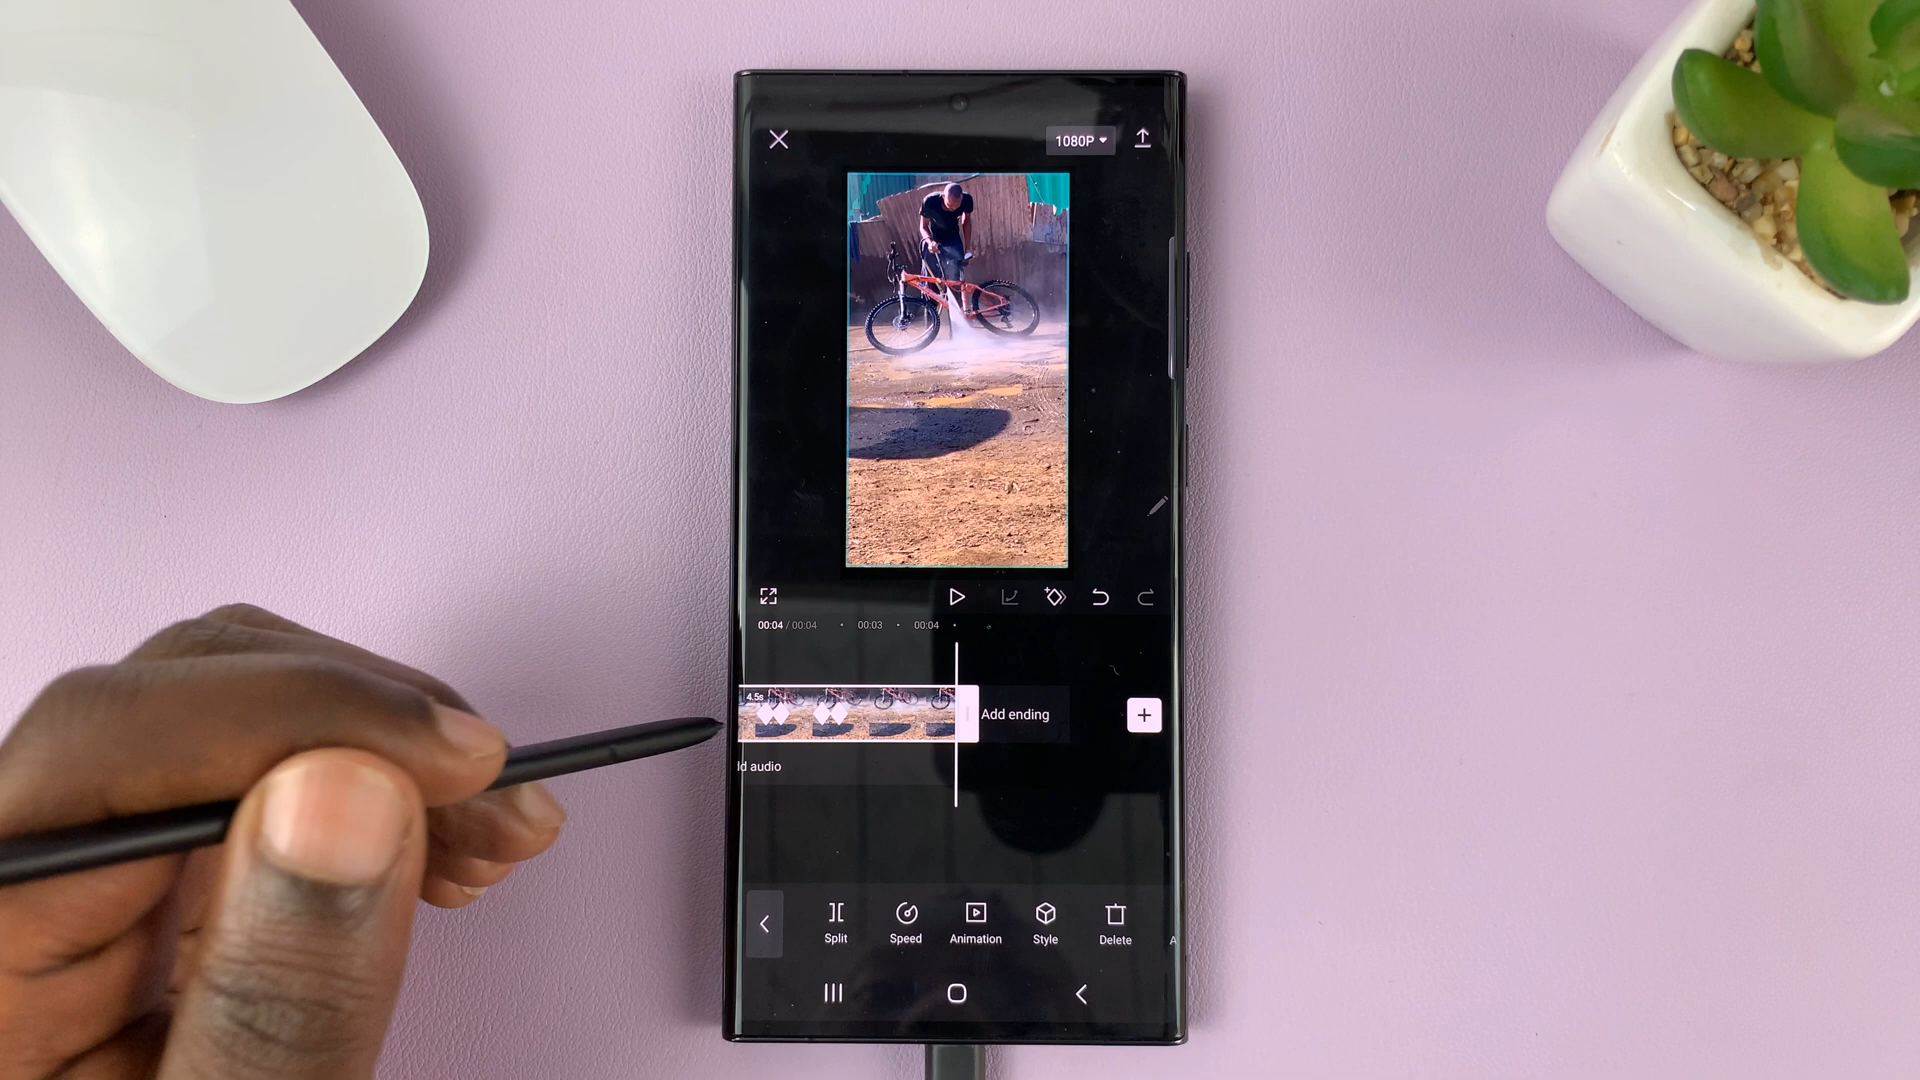 1080P
00:04 / 00:04 00:03 00:04
4.5s
Add ending
dd audio
Split Speed Animation Style Delete A